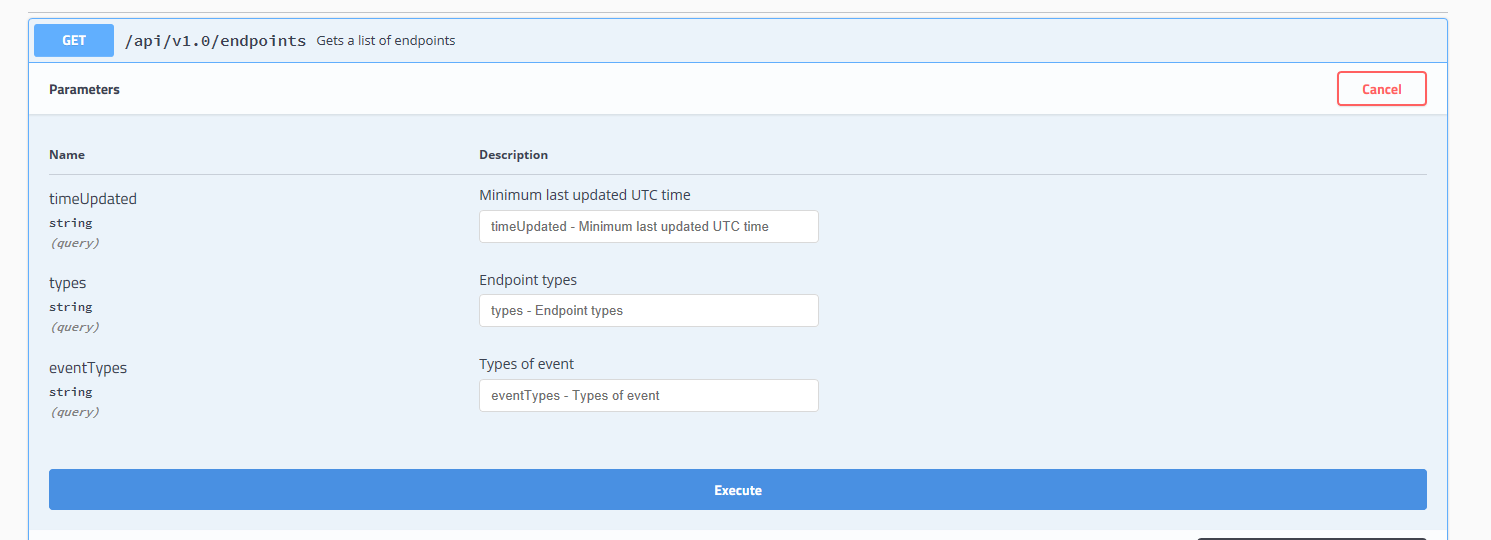 GET /api/v1.0/endpoints Gets a list of endpoints
Parameters Cancel
Name Description
timeUpdated Minimum last updated UTC time
string timeUpdated - Minimum last updated UTC time
(query)
types Endpoint types
string types - Endpoint types
(query)
eventTypes Types of event
string eventTypes - Types of event
(query)
Execute